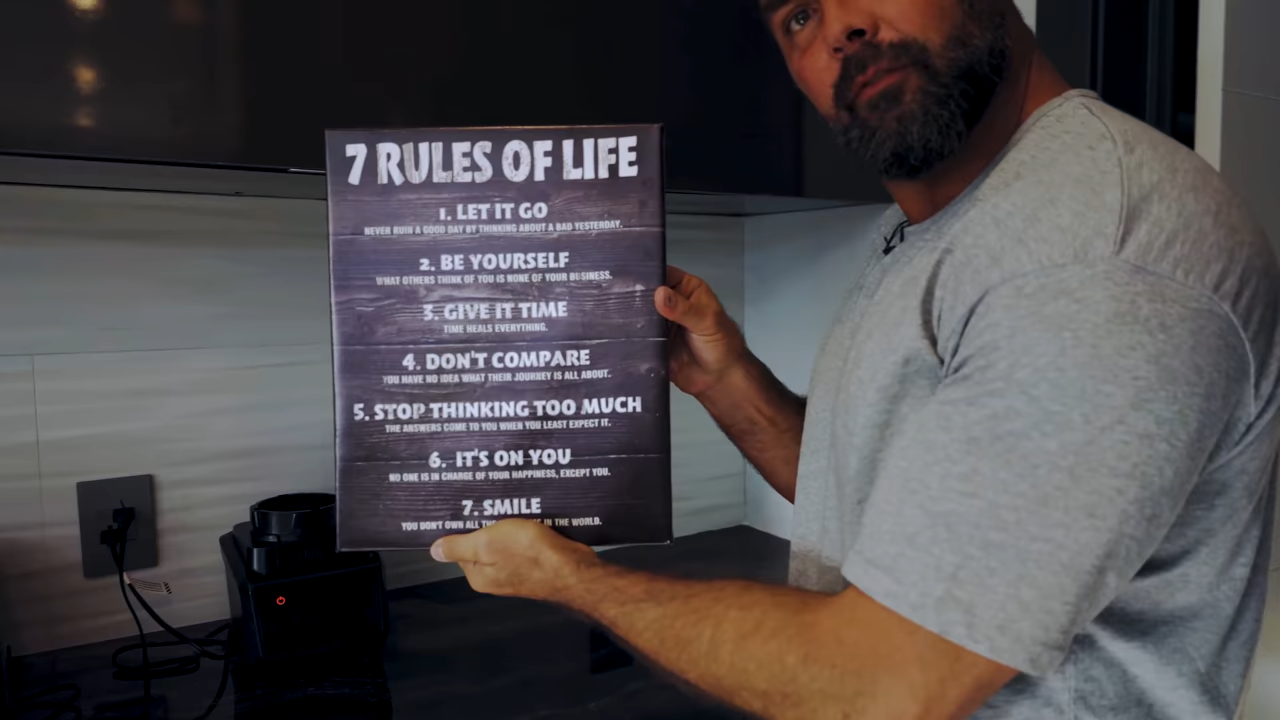 7 RULES OF LIFE
1. LET IT GO
NEVER RUIN A GOOD DAY BY THINKING ABOUT A BAD YESTERDAY.
2. BE YOURSELF
WHAT OTHERS THINK OF YOU IS NONE OF YOUR BUSINESS.
3. GIVE IT TIME
TIME HEALS EVERYTHING.
4. DON'T COMPARE
YOU HAVE NO IDEA WHAT THEIR JOURNEY IS ALL ABOUT.
5. STOP THINKING TOO MUCH
THE ANSWERS COME TO YOU WHEN YOU LEAST EXPECT IT.
6. IT'S ON YOU
NO ONE IS IN CHARGE OF YOUR HAPPINESS, EXCEPT YOU.
7. SMILE
YOU DON'T OWN ALL IN THE WORLD.